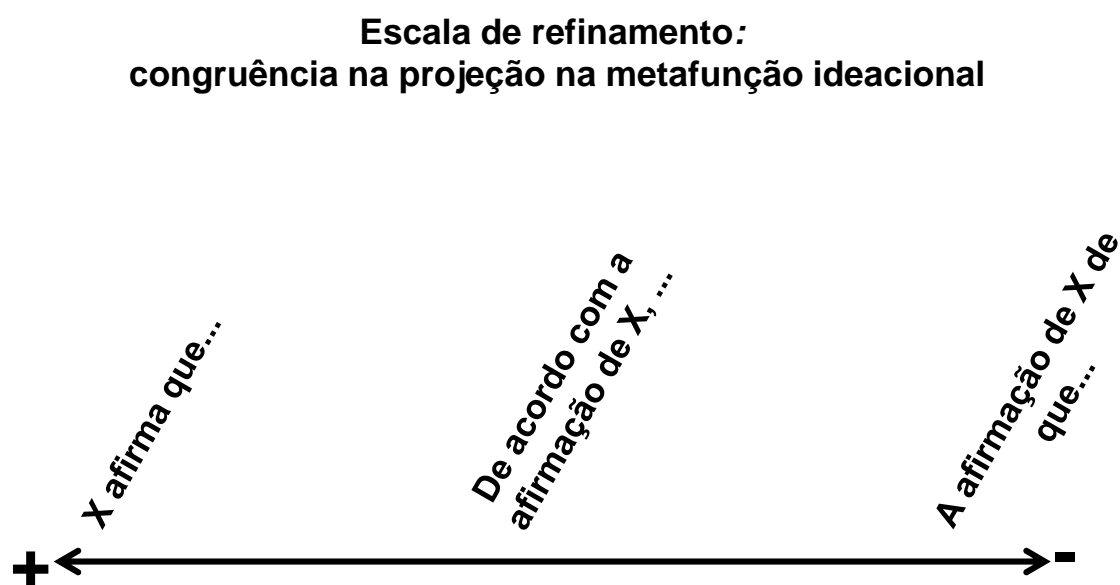 Escala de refinamento:
congruência na projeção na metafunção ideacional
X afirma que...
De acordo com a
afirmação de X, ...
A afirmação de X de
que...
+
-